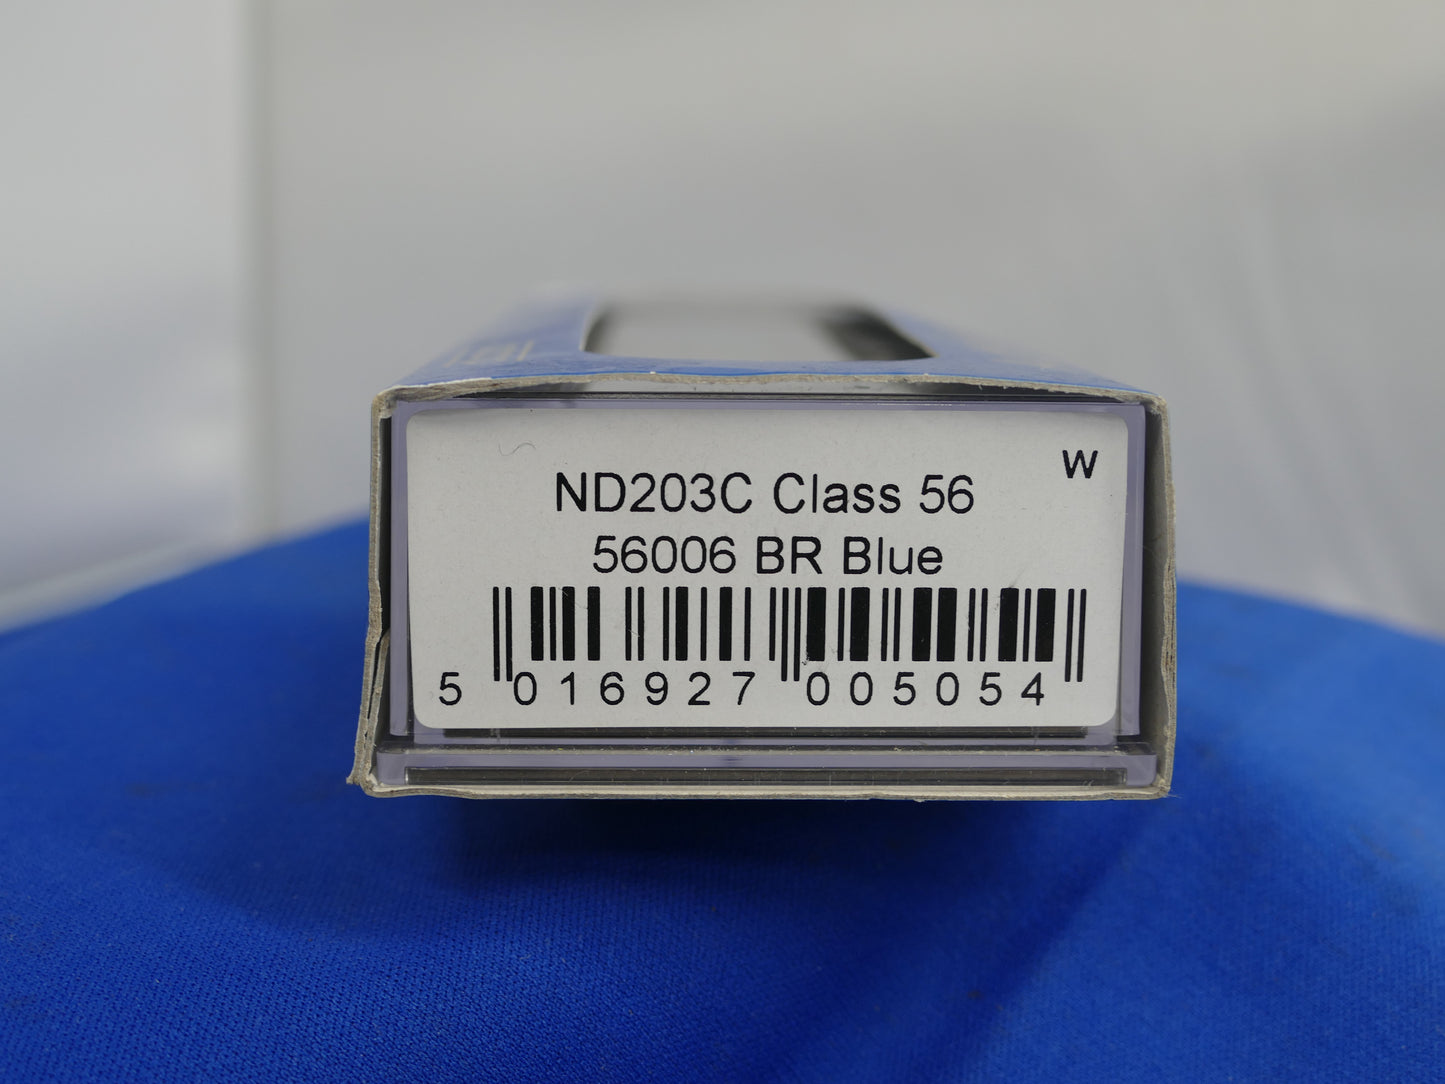 W
ND203C Class 56
56006 BR Blue
5 016927 005054